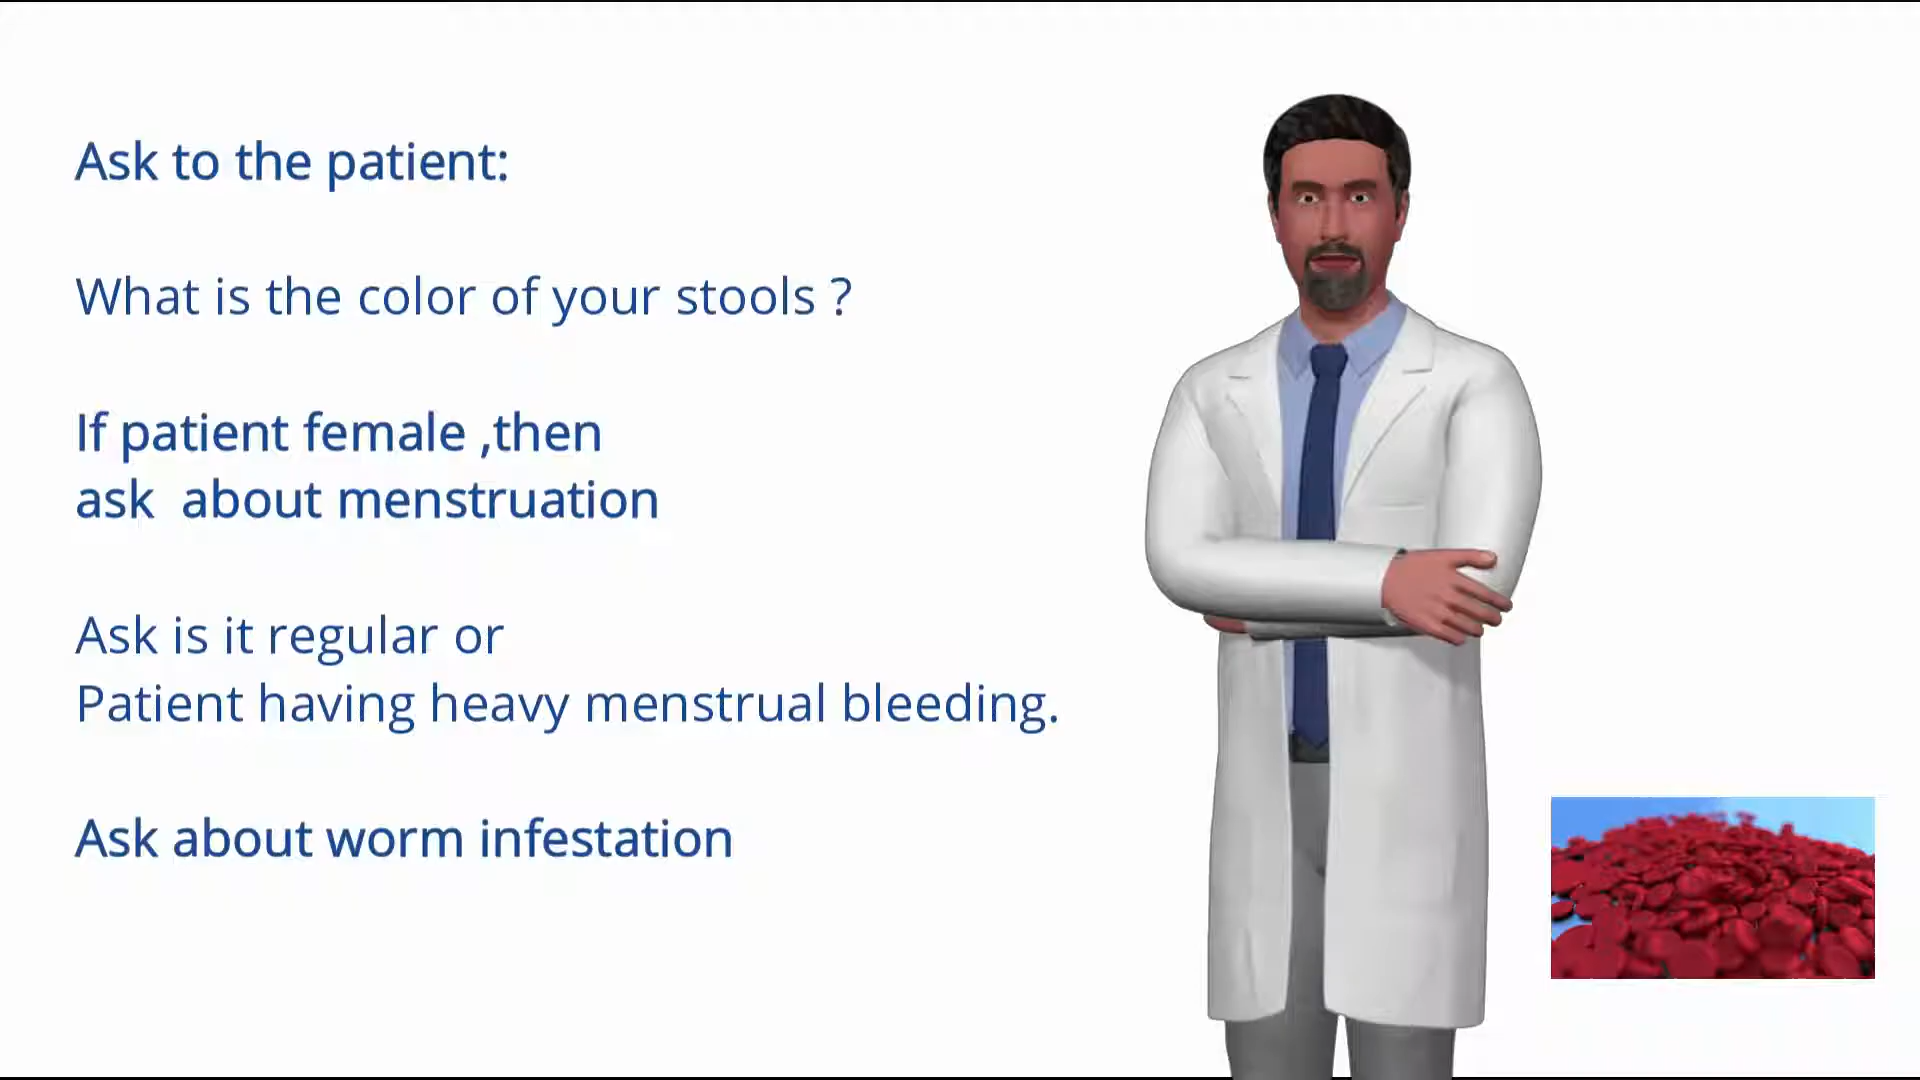 Ask to the patient:
What is the color of your stools ?
If patient female ,then
ask  about menstruation
Ask is it regular or
Patient having heavy menstrual bleeding.
Ask about worm infestation